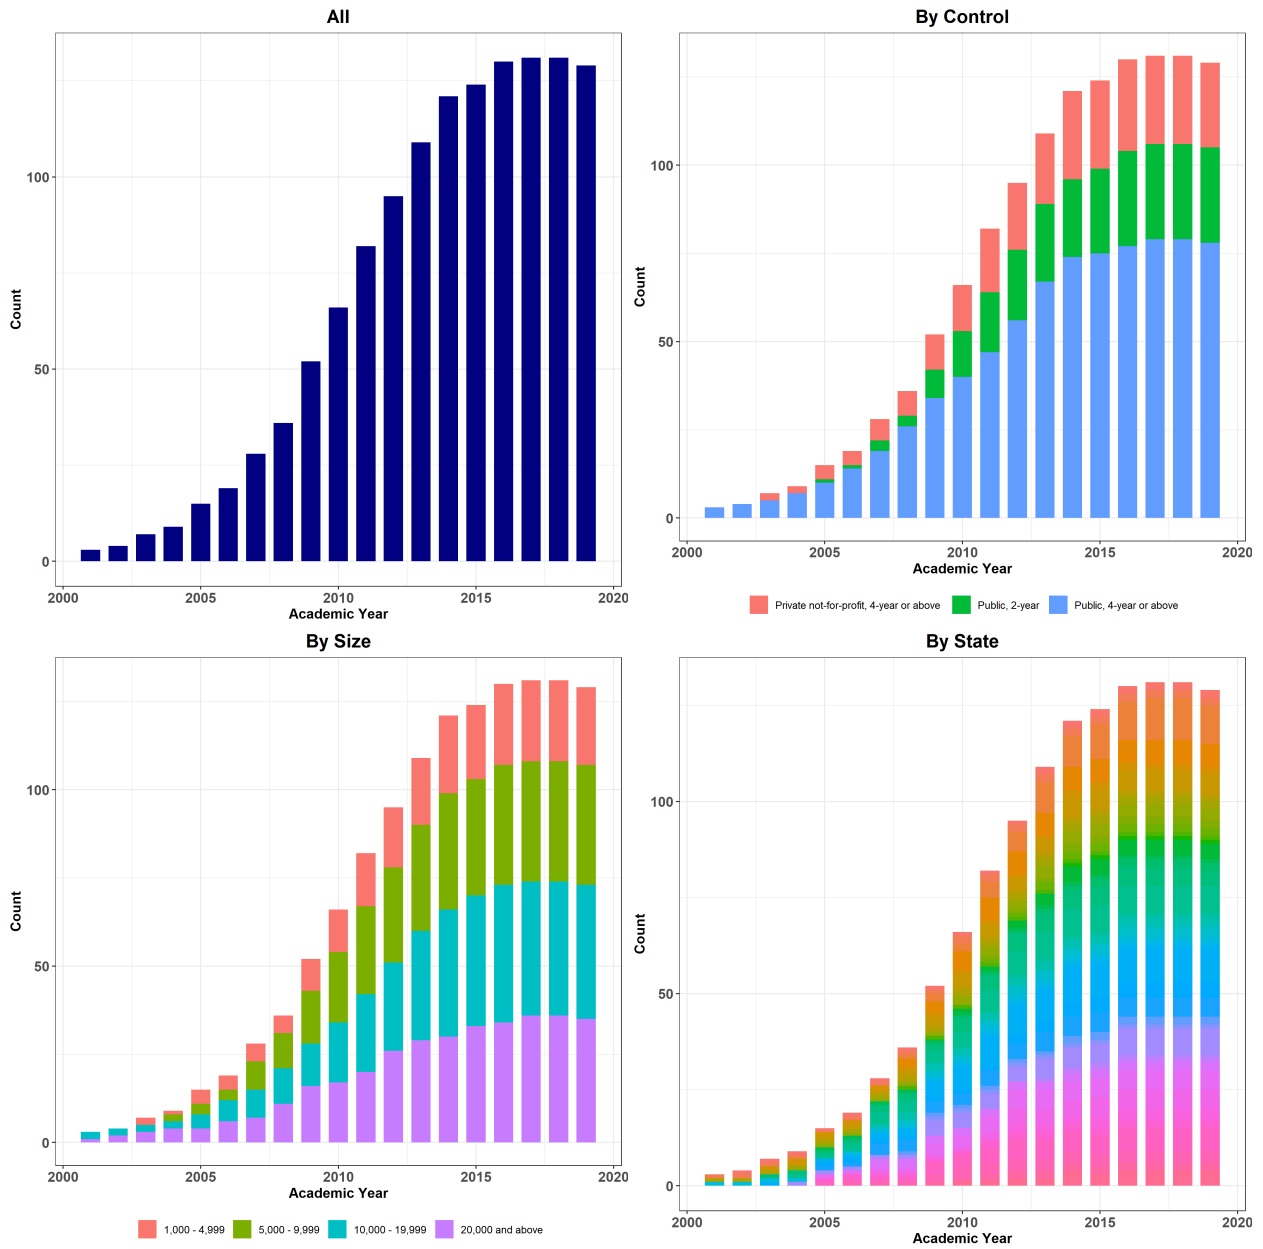 All
Count
100
50
0
2000 2005 2010 2015 2020
Academic Year
By Control
Count
100
50
0
2000 2005 2010 2015 2020
Academic Year
Private not-for-profit, 4-year or above Public, 2-year Public, 4-year or above
By Size
Count
100
50
0
2000 2005 2010 2015 2020
Academic Year
1,000 - 4,999 5,000 - 9,999 10,000 - 19,999 20,000 and above
By State
Count
100
50
0
2000 2005 2010 2015 2020
Academic Year